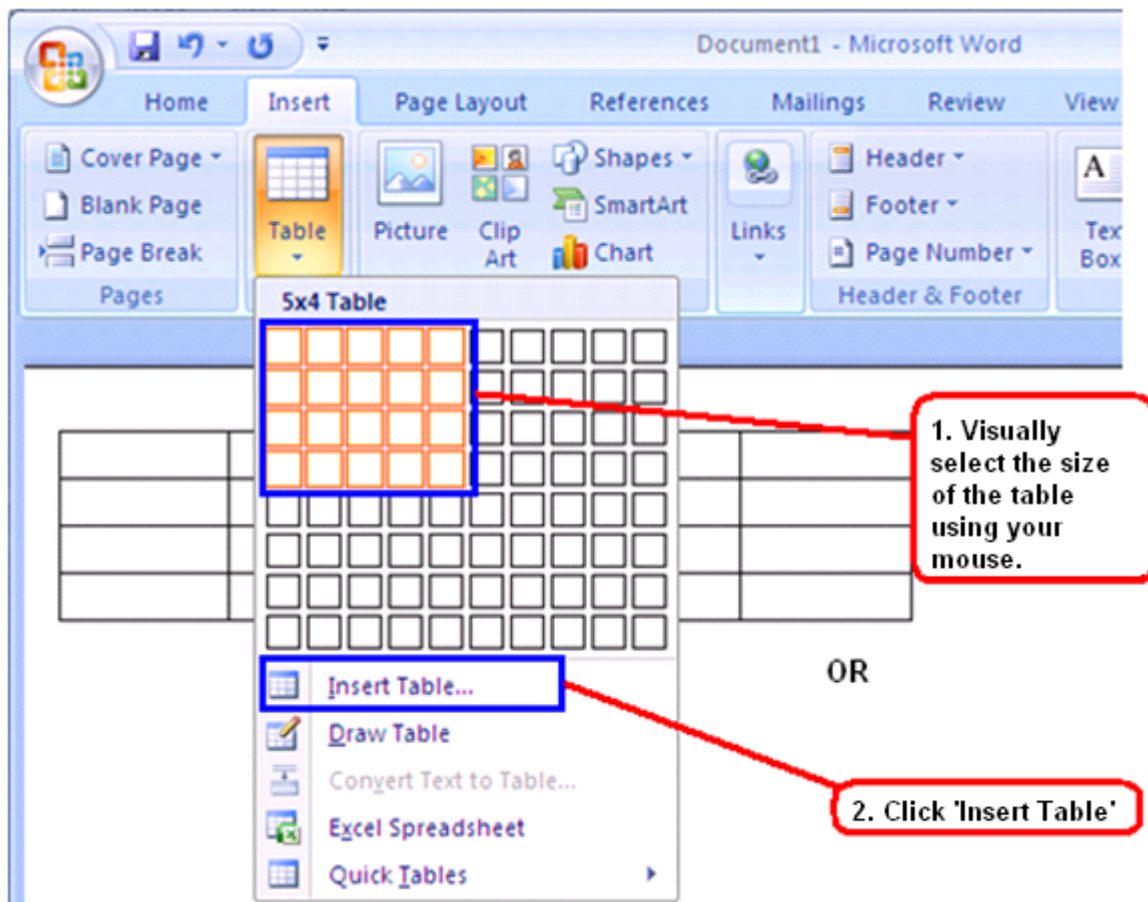 Document1 - Microsoft Word
Home Insert Page Layout References Mailings Review View
Cover Page
Blank Page
Page Break
Pages
Table
Picture
Clip
Art
Shapes
SmartArt
Chart
Links
Header
Footer
Page Number
Header & Footer
A
Tex
Box
5x4 Table
1. Visually
select the size
of the table
using your
mouse.
OR
Insert Table...
Draw Table
Convert Text to Table...
Excel Spreadsheet
Quick Tables
2. Click 'Insert Table'